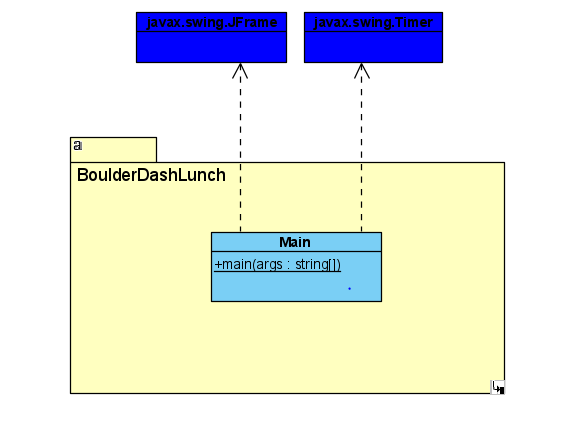 javax.swing.JFrame
javax.swing.Timer
a
BoulderDashLunch
Main
+main(args : string[])